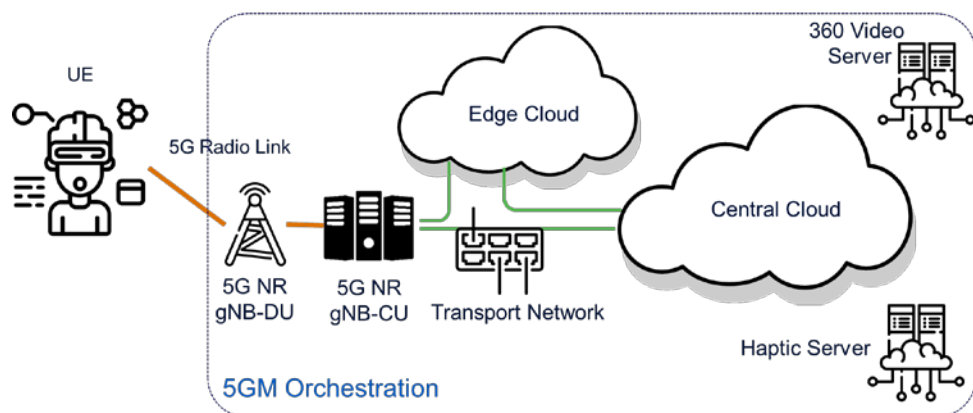 UE
5G Radio Link
5G NR
gNB-DU
5G NR
gNB-CU
Edge Cloud
Transport Network
Central Cloud
360 Video
Server
Haptic Server
5GM Orchestration